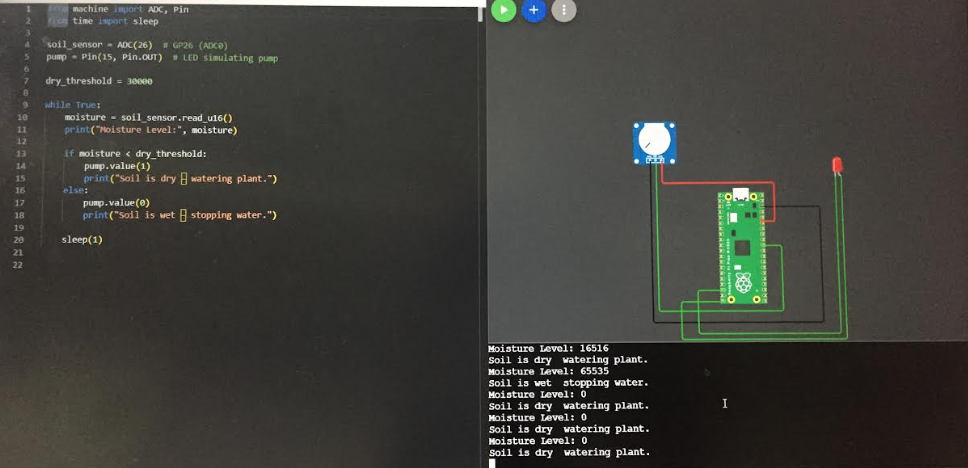 from machine import ADC, Pin
from time import sleep
soil_sensor = ADC(26) # GP26 (ADC0)
pump = Pin(15, Pin.OUT) # LED simulating pump
dry_threshold = 30000
while True:
moisture = soil_sensor.read_u16()
print("Moisture Level:", moisture)
if moisture < dry_threshold:
pump.value(1)
print("Soil is dry – watering plant.")
else:
pump.value(0)
print("Soil is wet – stopping water.")
sleep(1)
Moisture Level: 16516
Soil is dry watering plant.
Moisture Level: 65535
Soil is wet stopping water.
Moisture Level: 0
Soil is dry watering plant.
Moisture Level: 0
Soil is dry watering plant.
Moisture Level: 0
Soil is dry watering plant.